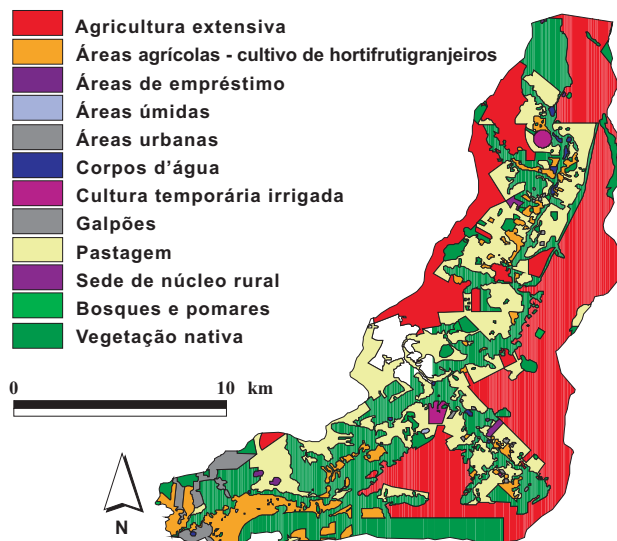 Agricultura extensiva
Áreas agrícolas - cultivo de hortifrutigranjeiros
Áreas de empréstimo
Áreas úmidas
Áreas urbanas
Corpos d'água
Cultura temporária irrigada
Galpões
Pastagem
Sede de núcleo rural
Bosques e pomares
Vegetação nativa
0 10 km
N